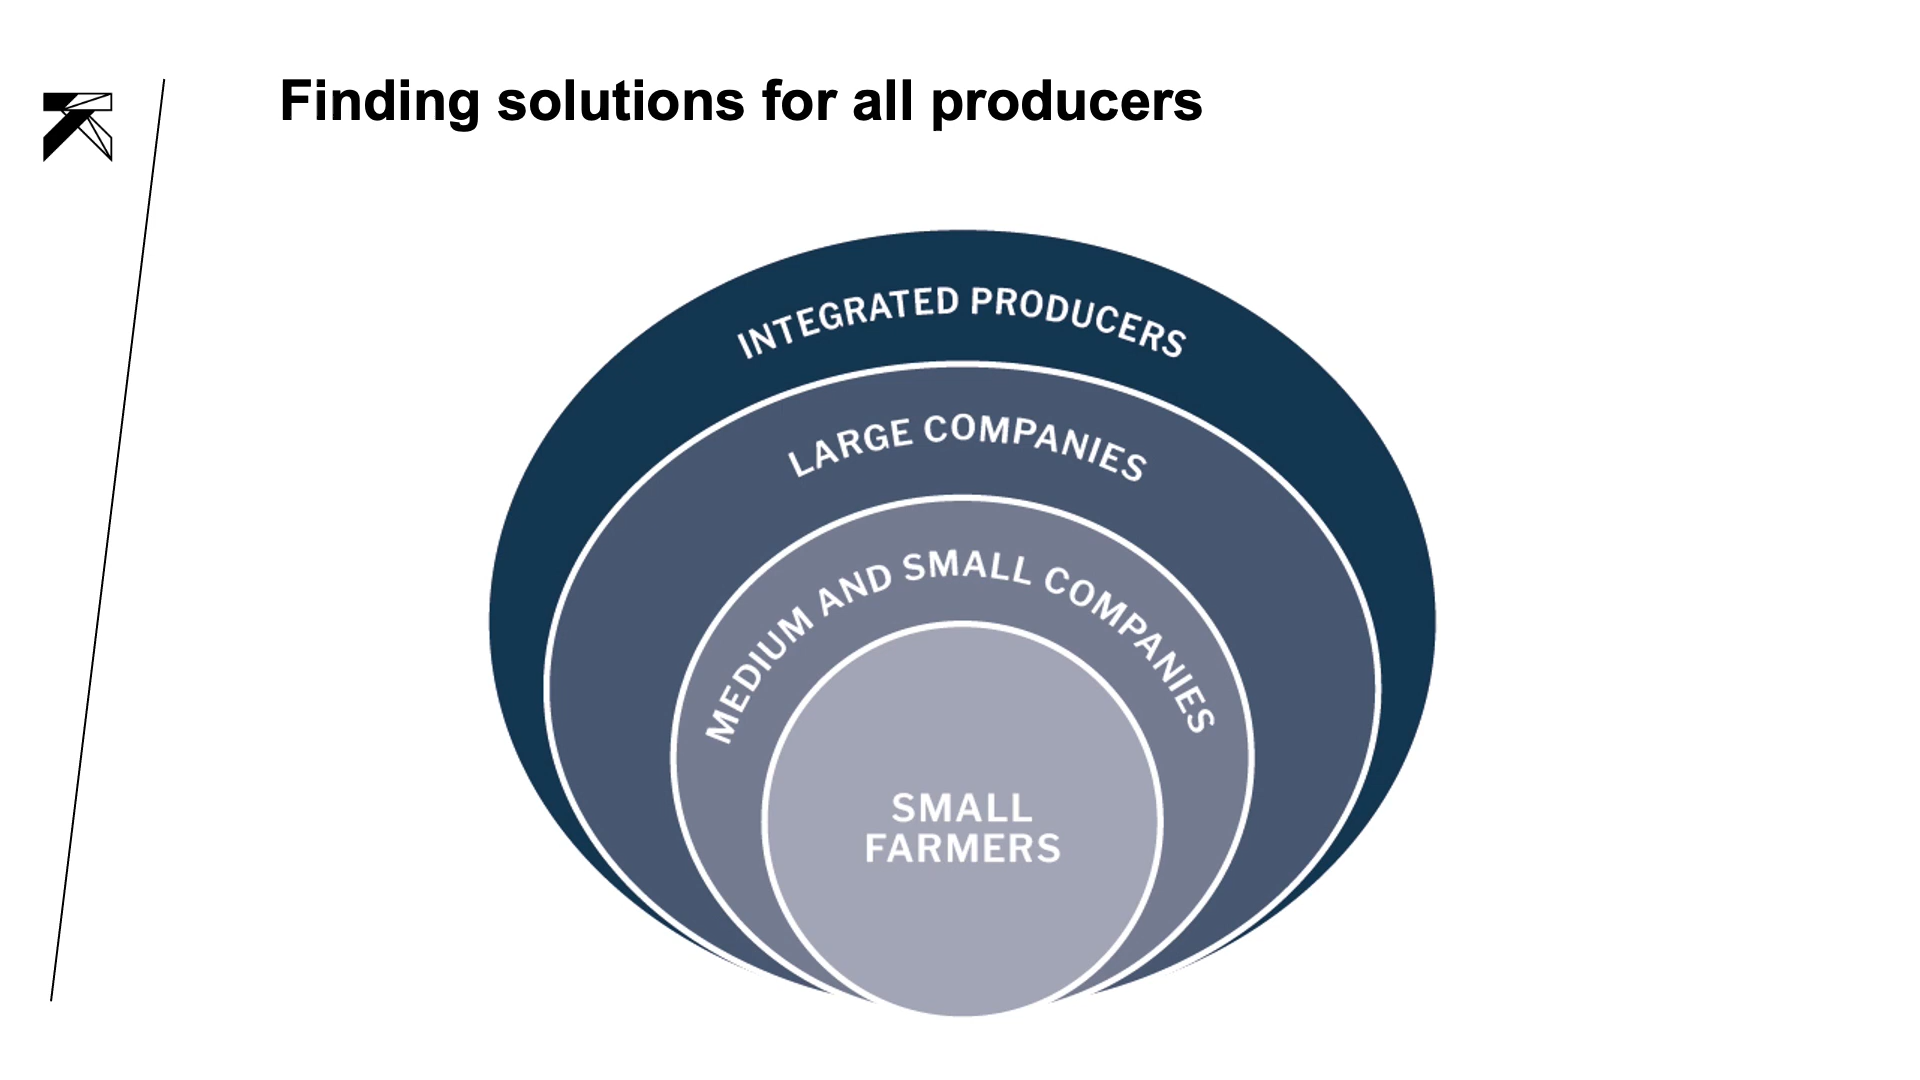 Finding solutions for all producers
INTEGRATED PRODUCERS
LARGE COMPANIES
MEDIUM AND SMALL COMPANIES
SMALL
FARMERS